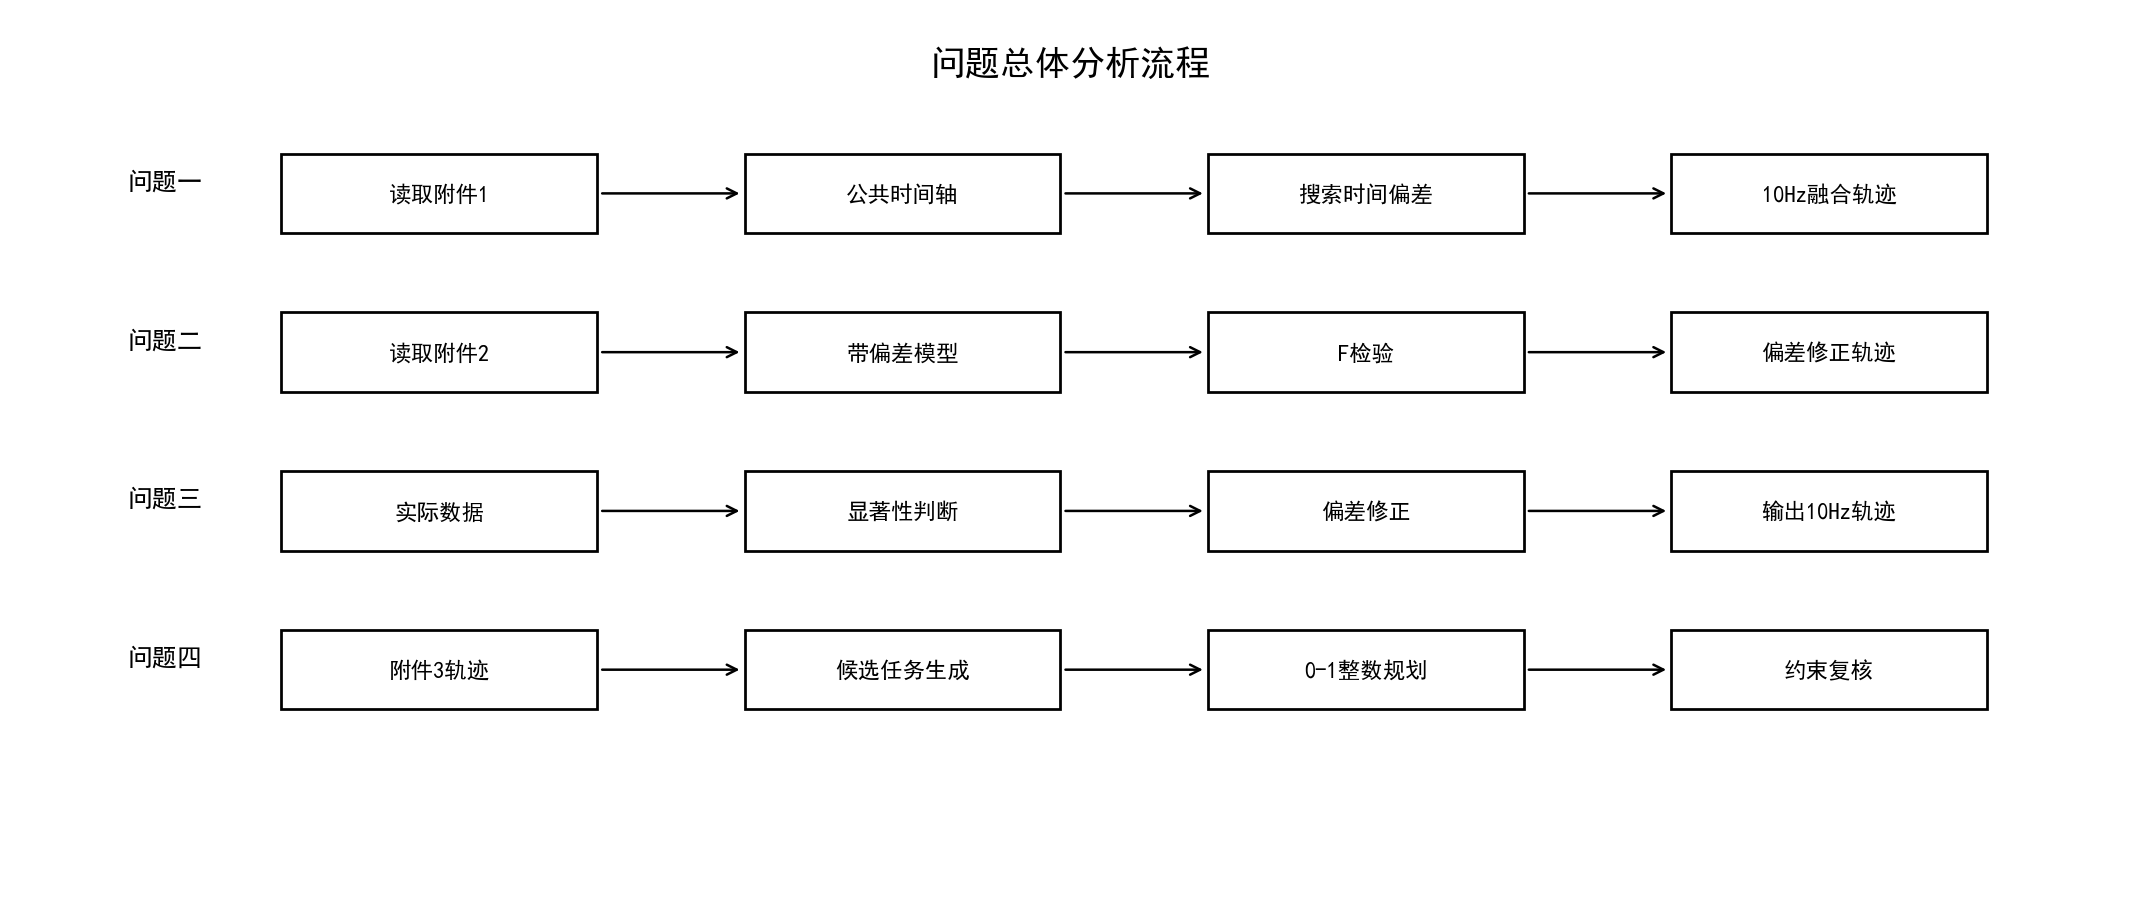 问题总体分析流程
问题一
读取附件1
公共时间轴
搜索时间偏差
10Hz融合轨迹
问题二
读取附件2
带偏差模型
F检验
偏差修正轨迹
问题三
实际数据
显著性判断
偏差修正
输出10Hz轨迹
问题四
附件3轨迹
候选任务生成
0-1整数规划
约束复核